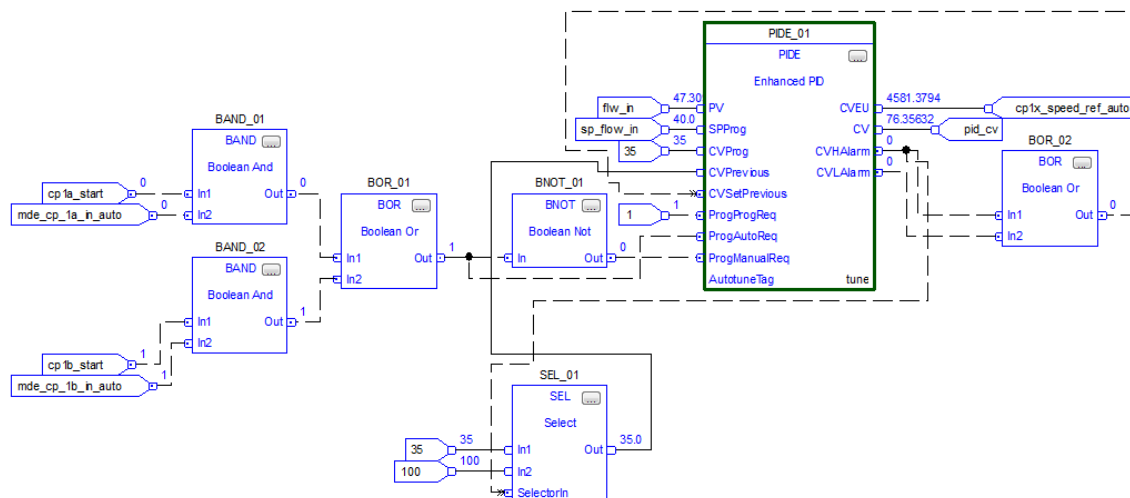 PIDE_01
PIDE
...
Enhanced PID
flw_in
47.30
PV
CVEU
4581.3794
cp1x_speed_ref_auto
sp_flow_in
40.0
SPProg
CV
76.35632
pid_cv
35
35
CVProg
CVHAlarm
0
CVPrevious
CVLAlarm
0
CVSetPrevious
1
1
ProgProgReq
ProgAutoReq
ProgManualReq
AutotuneTag
tune
BAND_01
BAND
...
Boolean And
cp1a_start
0
In1
Out
0
mde_cp_1a_in_auto
0
In2
BAND_02
BAND
...
Boolean And
cp1b_start
1
In1
Out
1
mde_cp_1b_in_auto
1
In2
BOR_01
BOR
...
Boolean Or
In1
Out
1
In2
BNOT_01
BNOT
...
Boolean Not
In
Out
0
BOR_02
BOR
...
Boolean Or
In1
Out
0
In2
SEL_01
SEL
...
Select
35
35
In1
Out
35.0
100
100
In2
SelectorIn